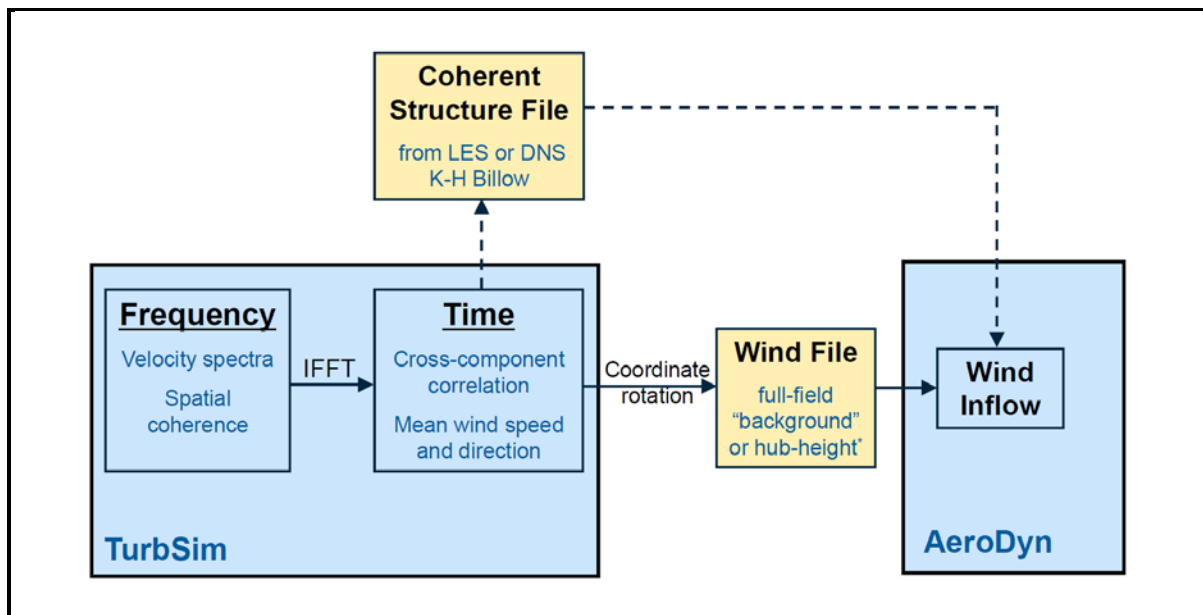 Coherent
Structure File
from LES or DNS
K-H Billow
Frequency
Velocity spectra
Spatial
coherence
IFFT
Time
Cross-component
correlation
Mean wind speed
and direction
TurbSim
Coordinate
rotation
Wind File
full-field
“background”
or hub-height*
Wind
Inflow
AeroDyn